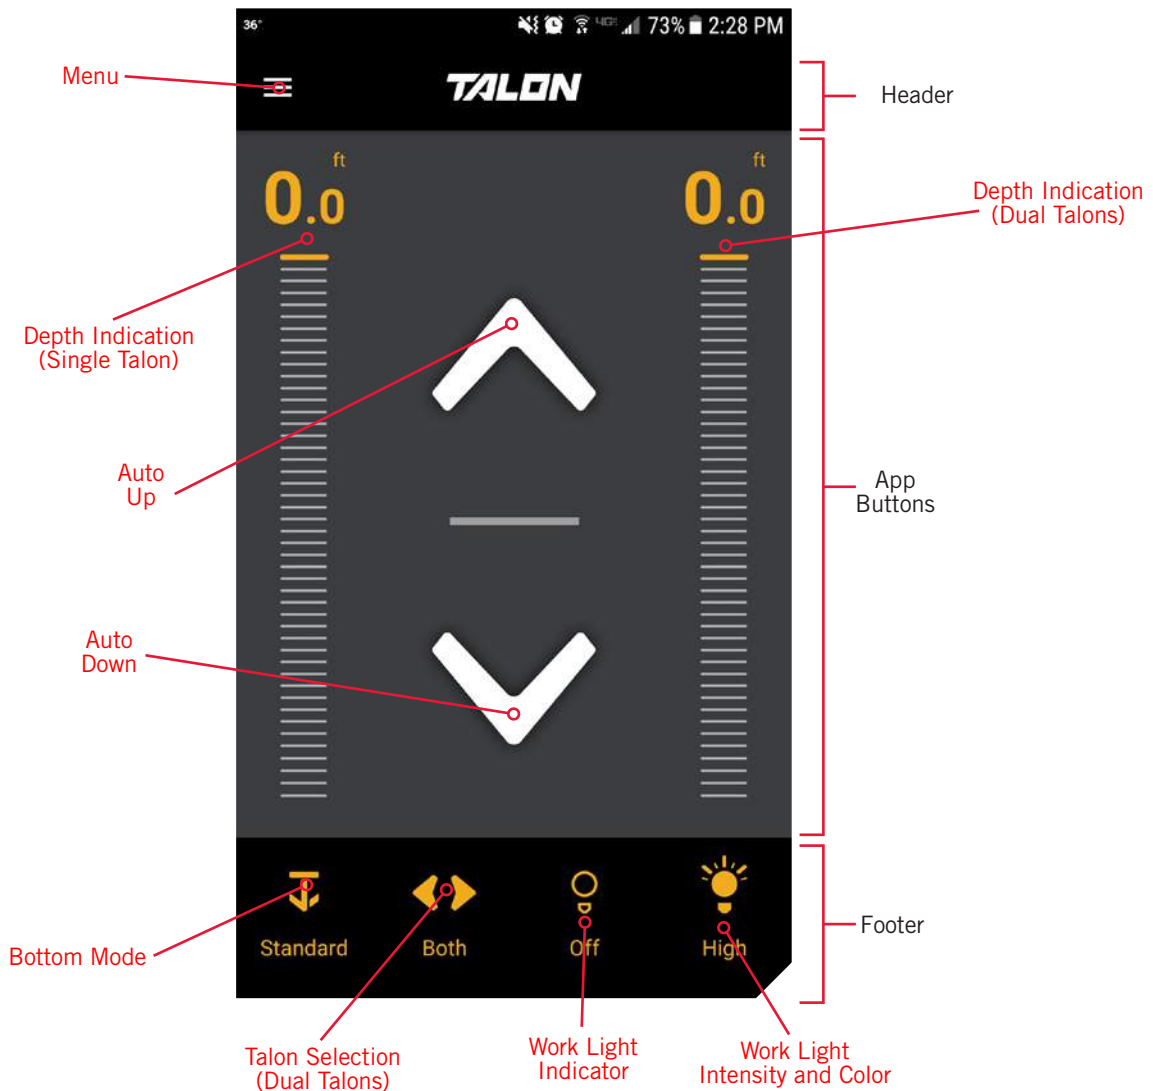 36°
4G 73% 2:28 PM
Menu
TALON
Header
ft
0.0
ft
0.0
Depth Indication
(Dual Talons)
Depth Indication
(Single Talon)
Auto
Up
App
Buttons
Auto
Down
Standard
Both
Off
High
Footer
Bottom Mode
Talon Selection
(Dual Talons)
Work Light
Indicator
Work Light
Intensity and Color